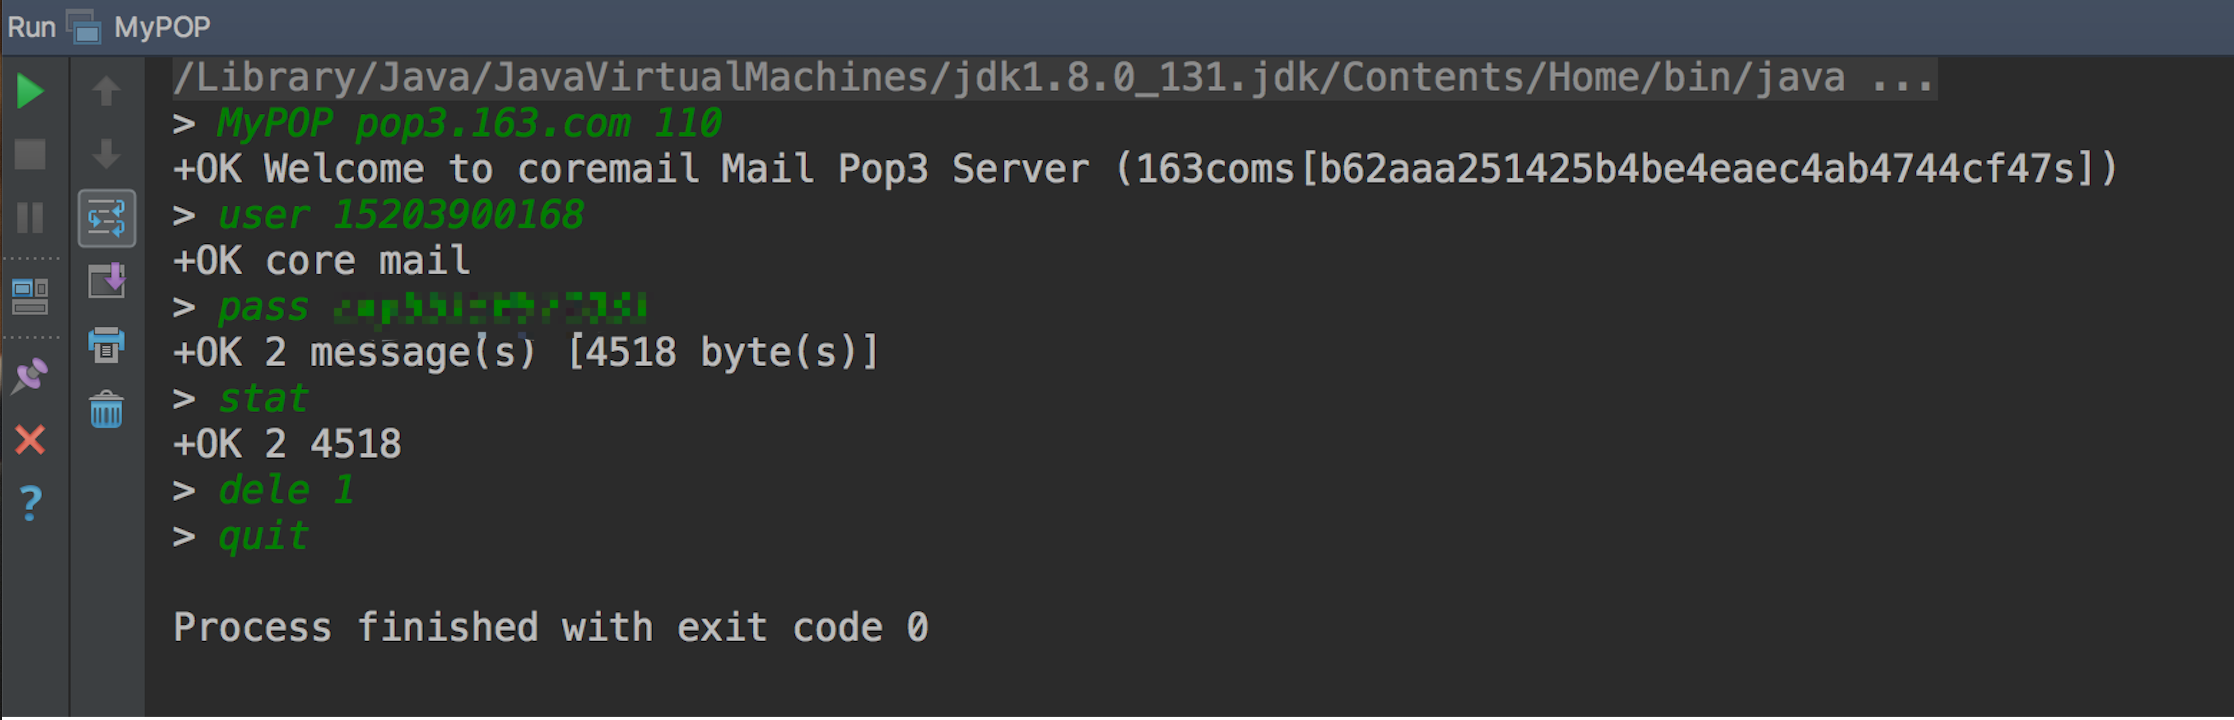 Run MyPOP
/Library/Java/JavaVirtualMachines/jdk1.8.0_131.jdk/Contents/Home/bin/java ...
> MyPOP pop3.163.com 110
+OK Welcome to coremail Mail Pop3 Server (163coms[b62aaa251425b4be4eaec4ab4744cf47s])
> user 15203900168
+OK core mail
> pass
+OK 2 message(s) [4518 byte(s)]
> stat
+OK 2 4518
> dele 1
> quit
Process finished with exit code 0